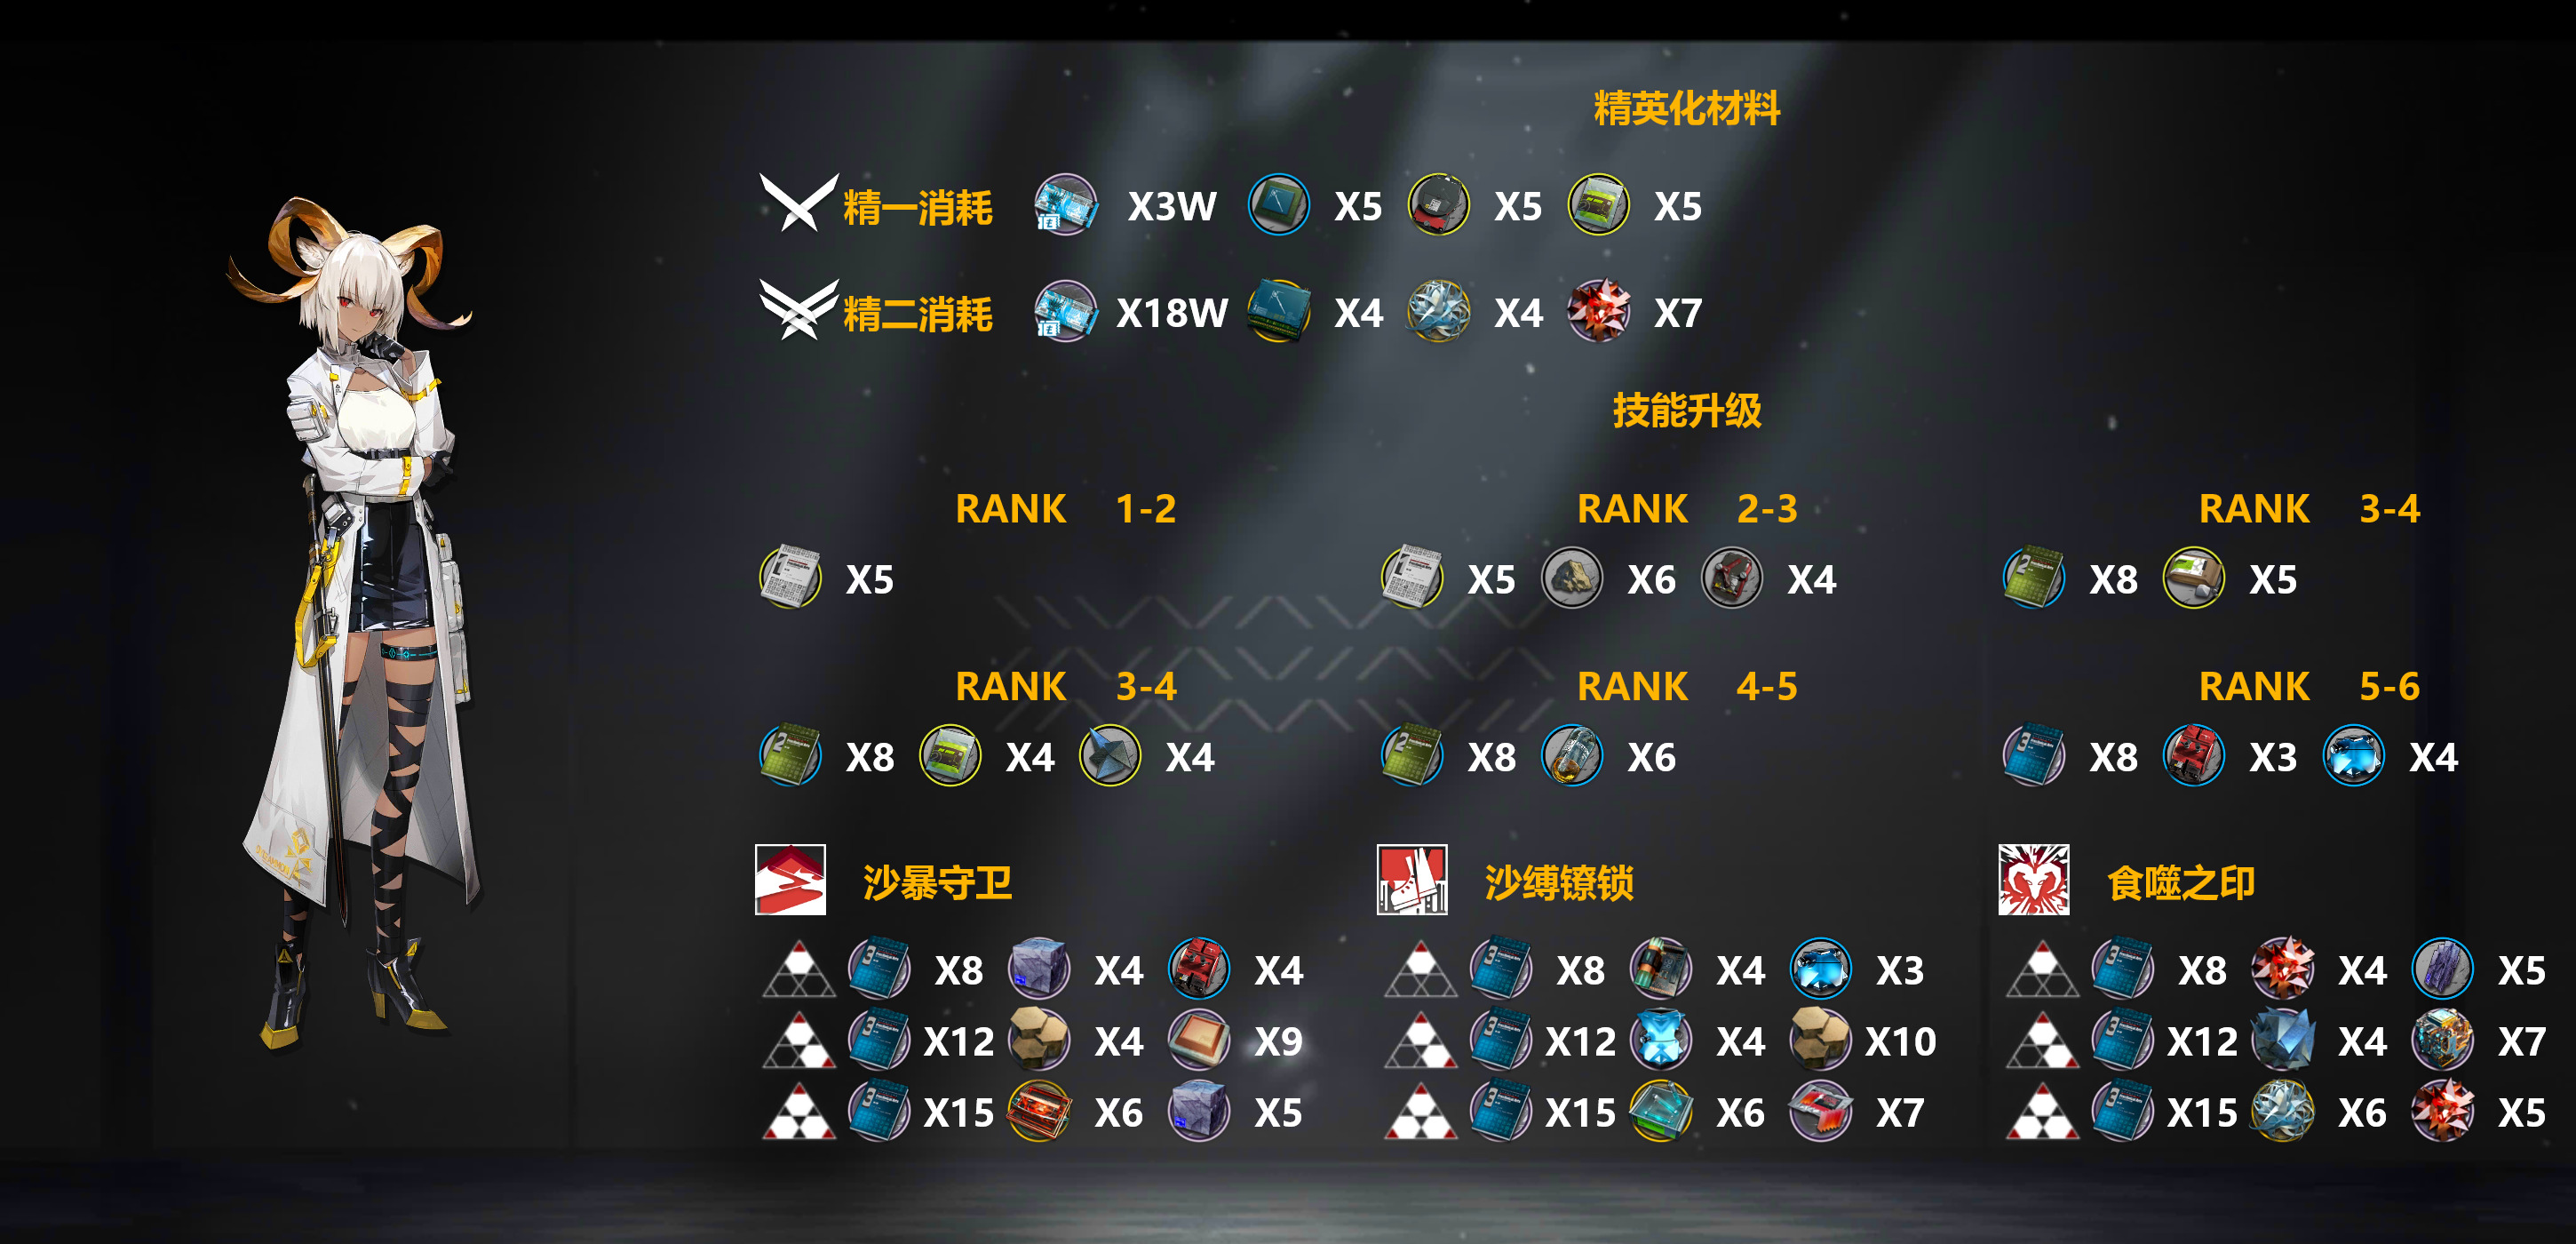 精英化材料
精一消耗 X3W X5 X5 X5
精二消耗 X18W X4 X4 X7
技能升级
RANK 1-2 RANK 2-3 RANK 3-4
X5 X5 X6 X4 X8 X5
RANK 3-4 RANK 4-5 RANK 5-6
X8 X4 X4 X8 X6 X8 X3 X4
沙暴守卫 沙缚镣锁 食噬之印
X8 X4 X4 X8 X4 X3 X8 X4 X5
X12 X4 X9 X12 X4 X10 X12 X4 X7
X15 X6 X5 X15 X6 X7 X15 X6 X5